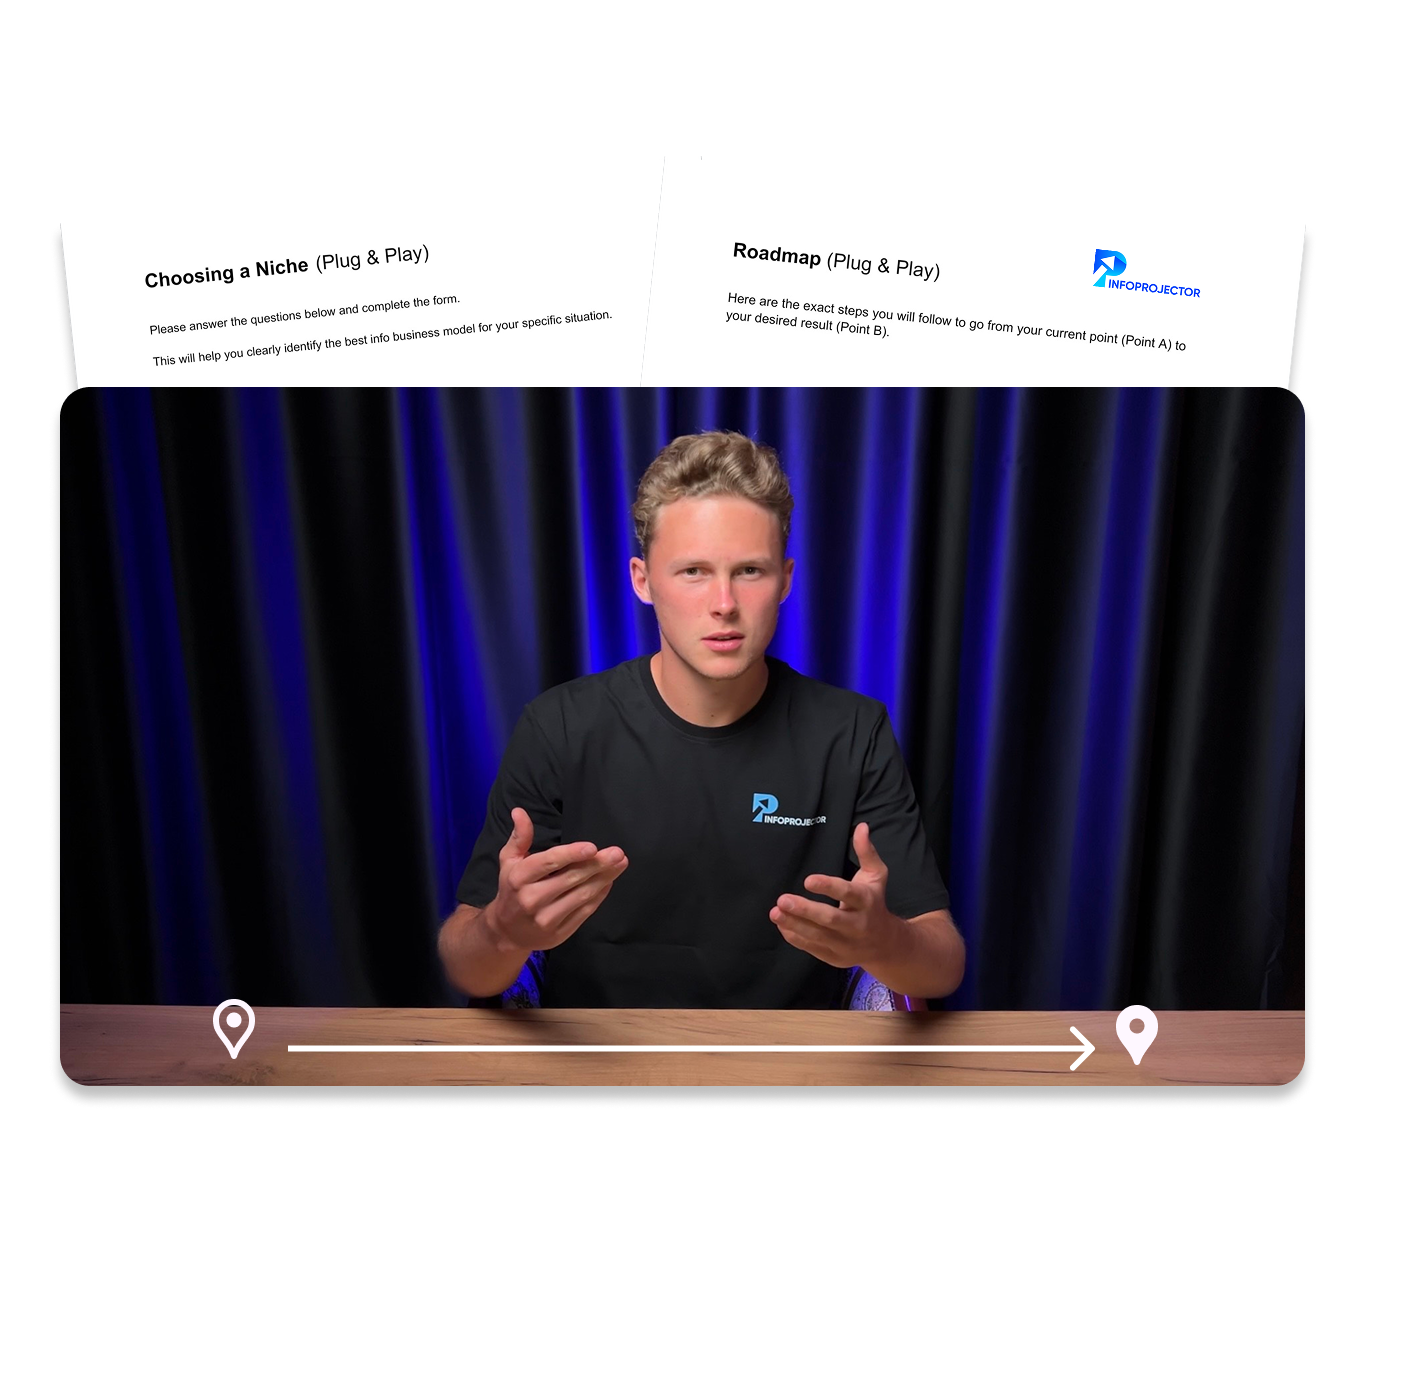 Choosing a Niche (Plug & Play)
Please answer the questions below and complete the form.
This will help you clearly identify the best info business model for your specific situation.
Roadmap (Plug & Play)
INFOPROJECTOR
Here are the exact steps you will follow to go from your current point (Point A) to
your desired result (Point B).
INFOPROJECTOR